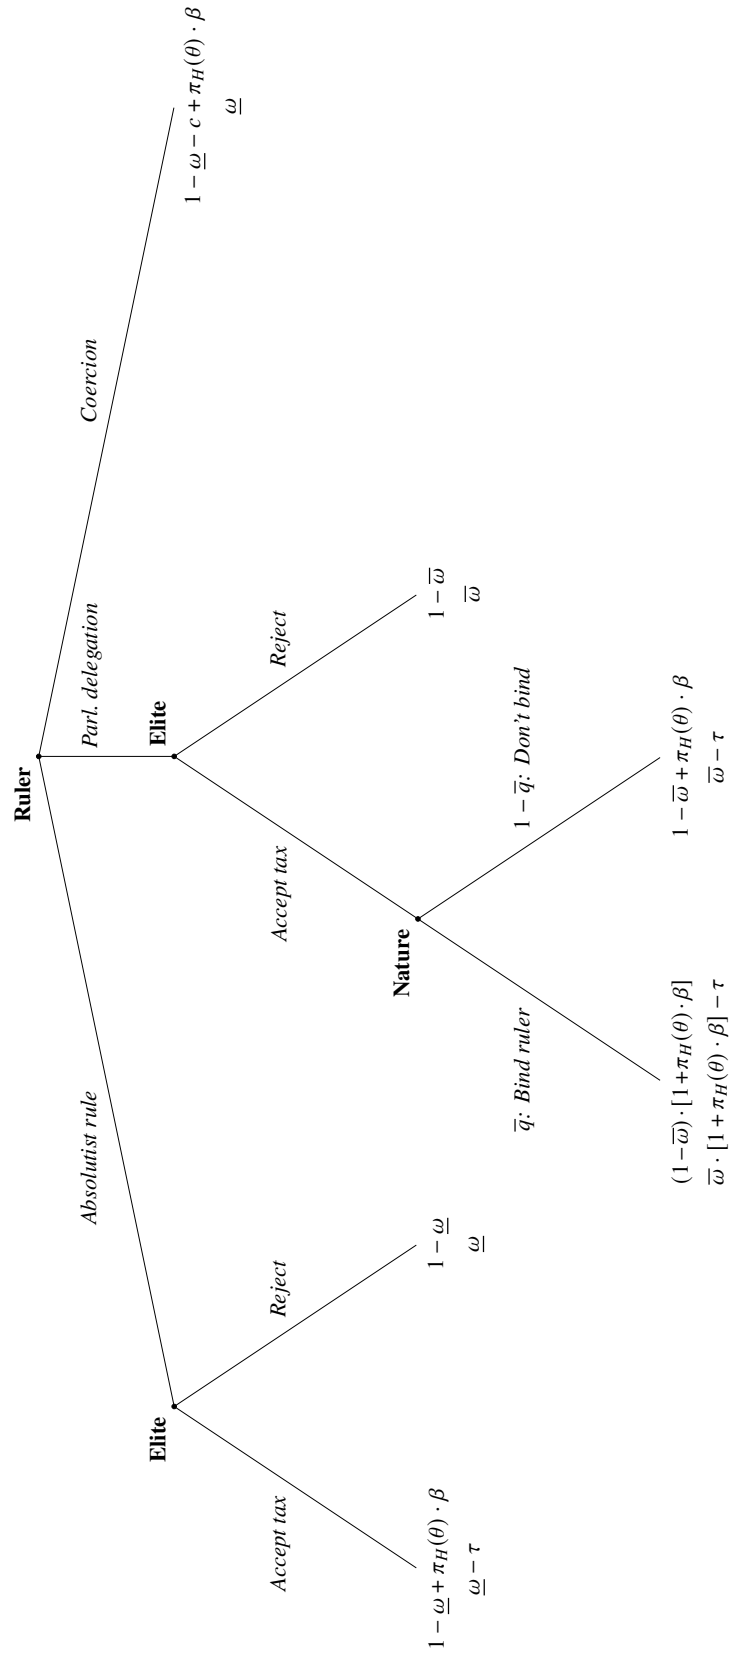 Ruler
Absolutist rule
Parl. delegation
Coercion
Elite
Elite
1 − ω̲ − c + π_H(θ) · β
ω̲
Accept tax
Reject
Accept tax
Reject
1 − ω̲ + π_H(θ) · β
ω̲ − τ
1 − ω̲
ω̲
Nature
1 − ω̅
ω̅
q̅: Bind ruler
1 − q̅: Don't bind
(1−ω̅) · [1+π_H(θ) · β]
ω̅ · [1 + π_H(θ) · β] − τ
1 − ω̅ + π_H(θ) · β
ω̅ − τ